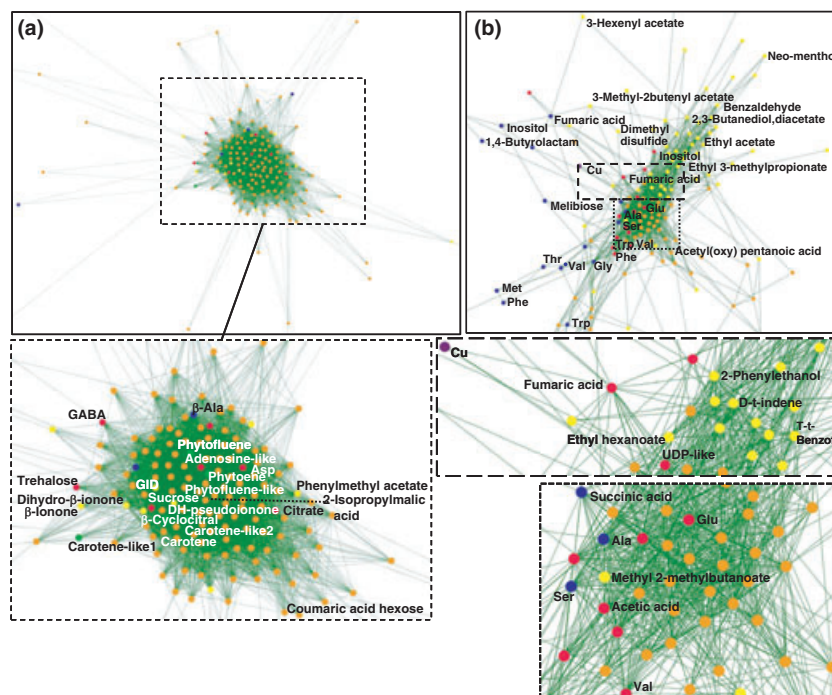 (a)
(b)
3-Hexenyl acetate
Neo-mentho
3-Methyl-2butenyl acetate
Benzaldehyde
Fumaric acid
2,3-Butanediol,diacetate
Inositol
Dimethyl
disulfide
1,4-Butyrolactam
Ethyl acetate
Inositol
Cu
Ethyl 3-methylpropionate
Fumaric acid
Melibiose
Glu
Ala
Ser
Trp Val
Acetyl(oxy) pentanoic acid
Phe
Thr
Val
Gly
Met
Phe
Trp
β-Ala
GABA
Phytofluene
Adenosine-like
Asp
Phytoene
Trehalose
GID
Phytofluene-like
Phenylmethyl acetate
Dihydro-β-ionone
Sucrose
2-Isopropylmalic
acid
β-Ionone
DH-pseudoionone
Citrate
β-Cyclocitral
Carotene-like2
Carotene-like1
Carotene
Coumaric acid hexose
Cu
Fumaric acid
2-Phenylethanol
D-t-indene
Ethyl hexanoate
T-t-
Benzof
UDP-like
Succinic acid
Glu
Ala
Methyl 2-methylbutanoate
Ser
Acetic acid
Val